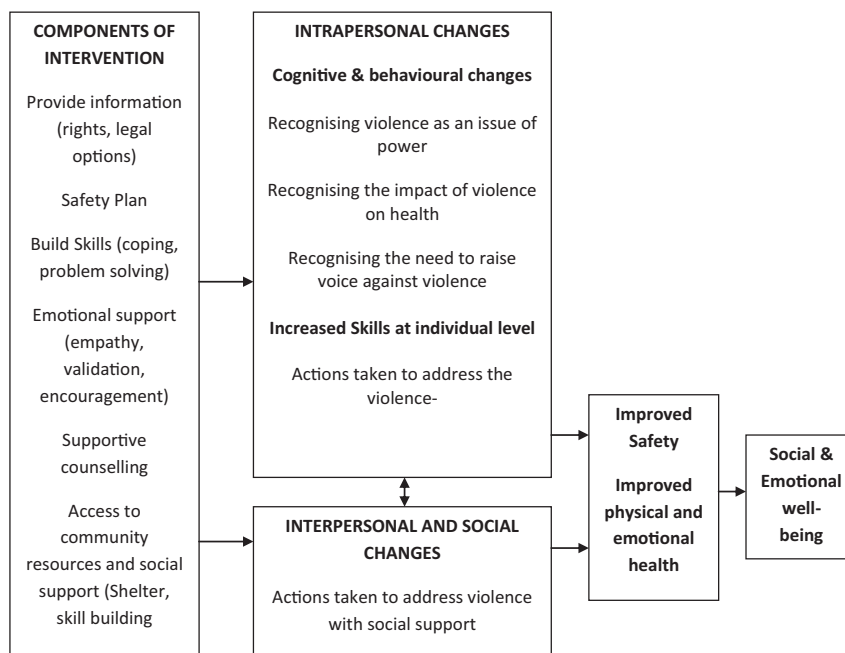 COMPONENTS OF
INTERVENTION
Provide information
(rights, legal
options)
Safety Plan
Build Skills (coping,
problem solving)
Emotional support
(empathy,
validation,
encouragement)
Supportive
counselling
Access to
community
resources and social
support (Shelter,
skill building
INTRAPERSONAL CHANGES
Cognitive & behavioural changes
Recognising violence as an issue of
power
Recognising the impact of violence
on health
Recognising the need to raise
voice against violence
Increased Skills at individual level
Actions taken to address the
violence-
INTERPERSONAL AND SOCIAL
CHANGES
Actions taken to address violence
with social support
Improved
Safety
Improved
physical and
emotional
health
Social &
Emotional
well-
being